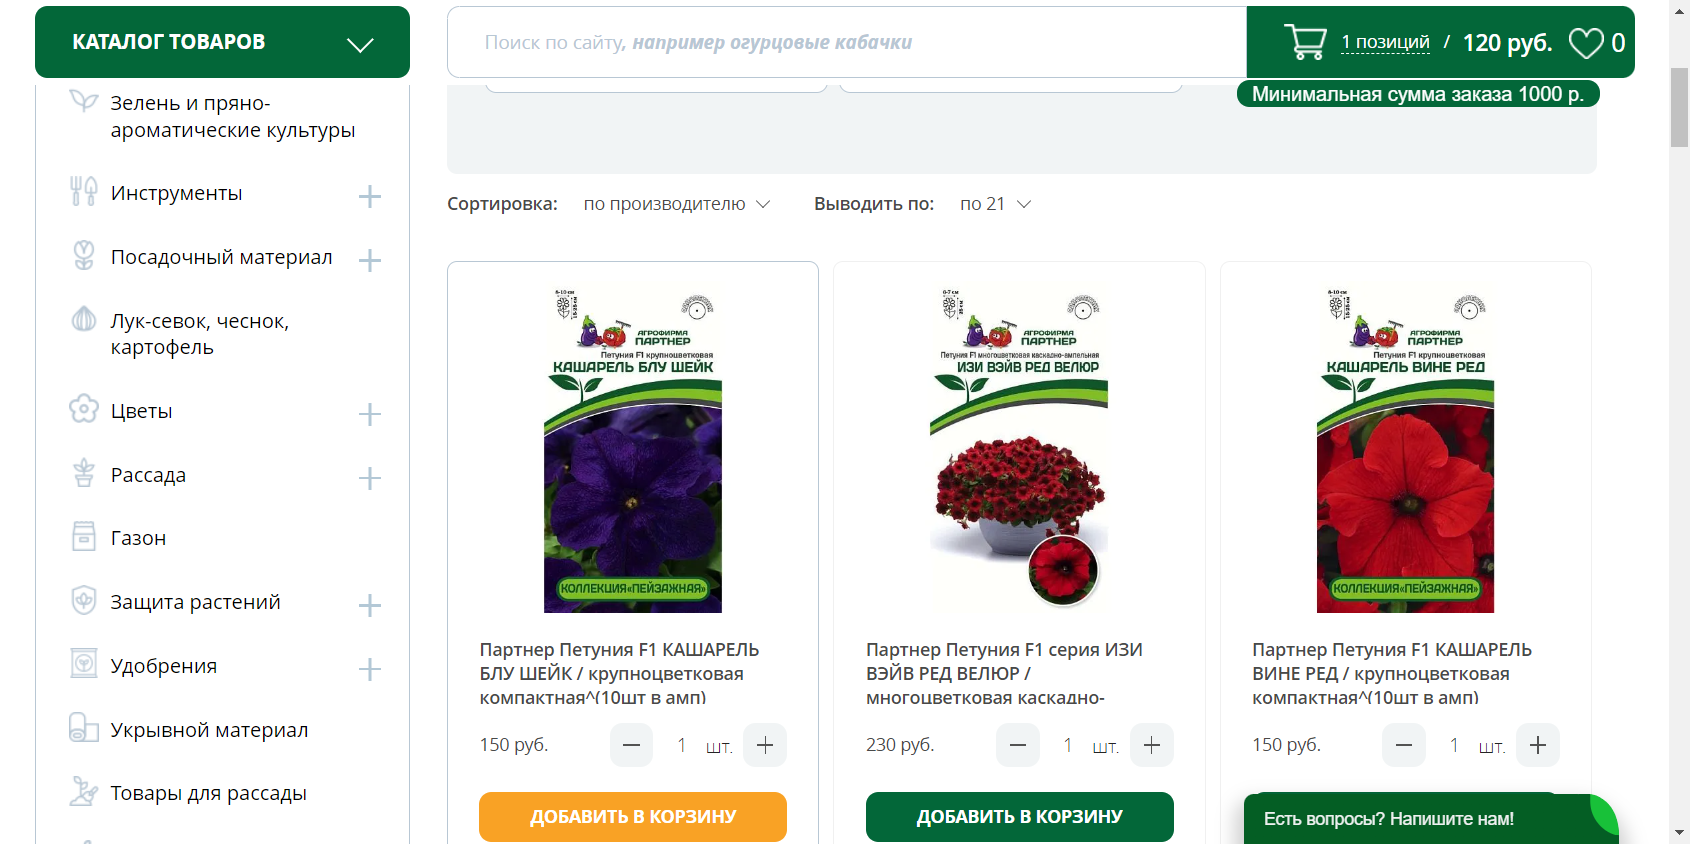 КАТАЛОГ ТОВАРОВ
Поиск по сайту, например огурцовые кабачки
1 позиций / 120 руб. 0
Минимальная сумма заказа 1000 р.
Зелень и пряно-
ароматические культуры
Инструменты
Посадочный материал
Лук-севок, чеснок,
картофель
Цветы
Рассада
Газон
Защита растений
Удобрения
Укрывной материал
Товары для рассады
Сортировка: по производителю Выводить по: по 21
АГРОФИРМА
ПАРТНЕР
Петуния F1 крупноцветковая
КАШАРЕЛЬ БЛУ ШЕЙК
КОЛЛЕКЦИЯ «ПЕЙЗАЖНАЯ»
Партнер Петуния F1 КАШАРЕЛЬ
БЛУ ШЕЙК / крупноцветковая
компактная^(10шт в амп)
150 руб. — 1 шт. +
ДОБАВИТЬ В КОРЗИНУ
АГРОФИРМА
ПАРТНЕР
Петуния F1 многоцветковая каскадно-ампельная
ИЗИ ВЭЙВ РЕД ВЕЛЮР
Партнер Петуния F1 серия ИЗИ
ВЭЙВ РЕД ВЕЛЮР /
многоцветковая каскадно-
230 руб. — 1 шт. +
ДОБАВИТЬ В КОРЗИНУ
АГРОФИРМА
ПАРТНЕР
Петуния F1 крупноцветковая
КАШАРЕЛЬ ВИНЕ РЕД
КОЛЛЕКЦИЯ «ПЕЙЗАЖНАЯ»
Партнер Петуния F1 КАШАРЕЛЬ
ВИНЕ РЕД / крупноцветковая
компактная^(10шт в амп)
150 руб. — 1 шт. +
Есть вопросы? Напишите нам!